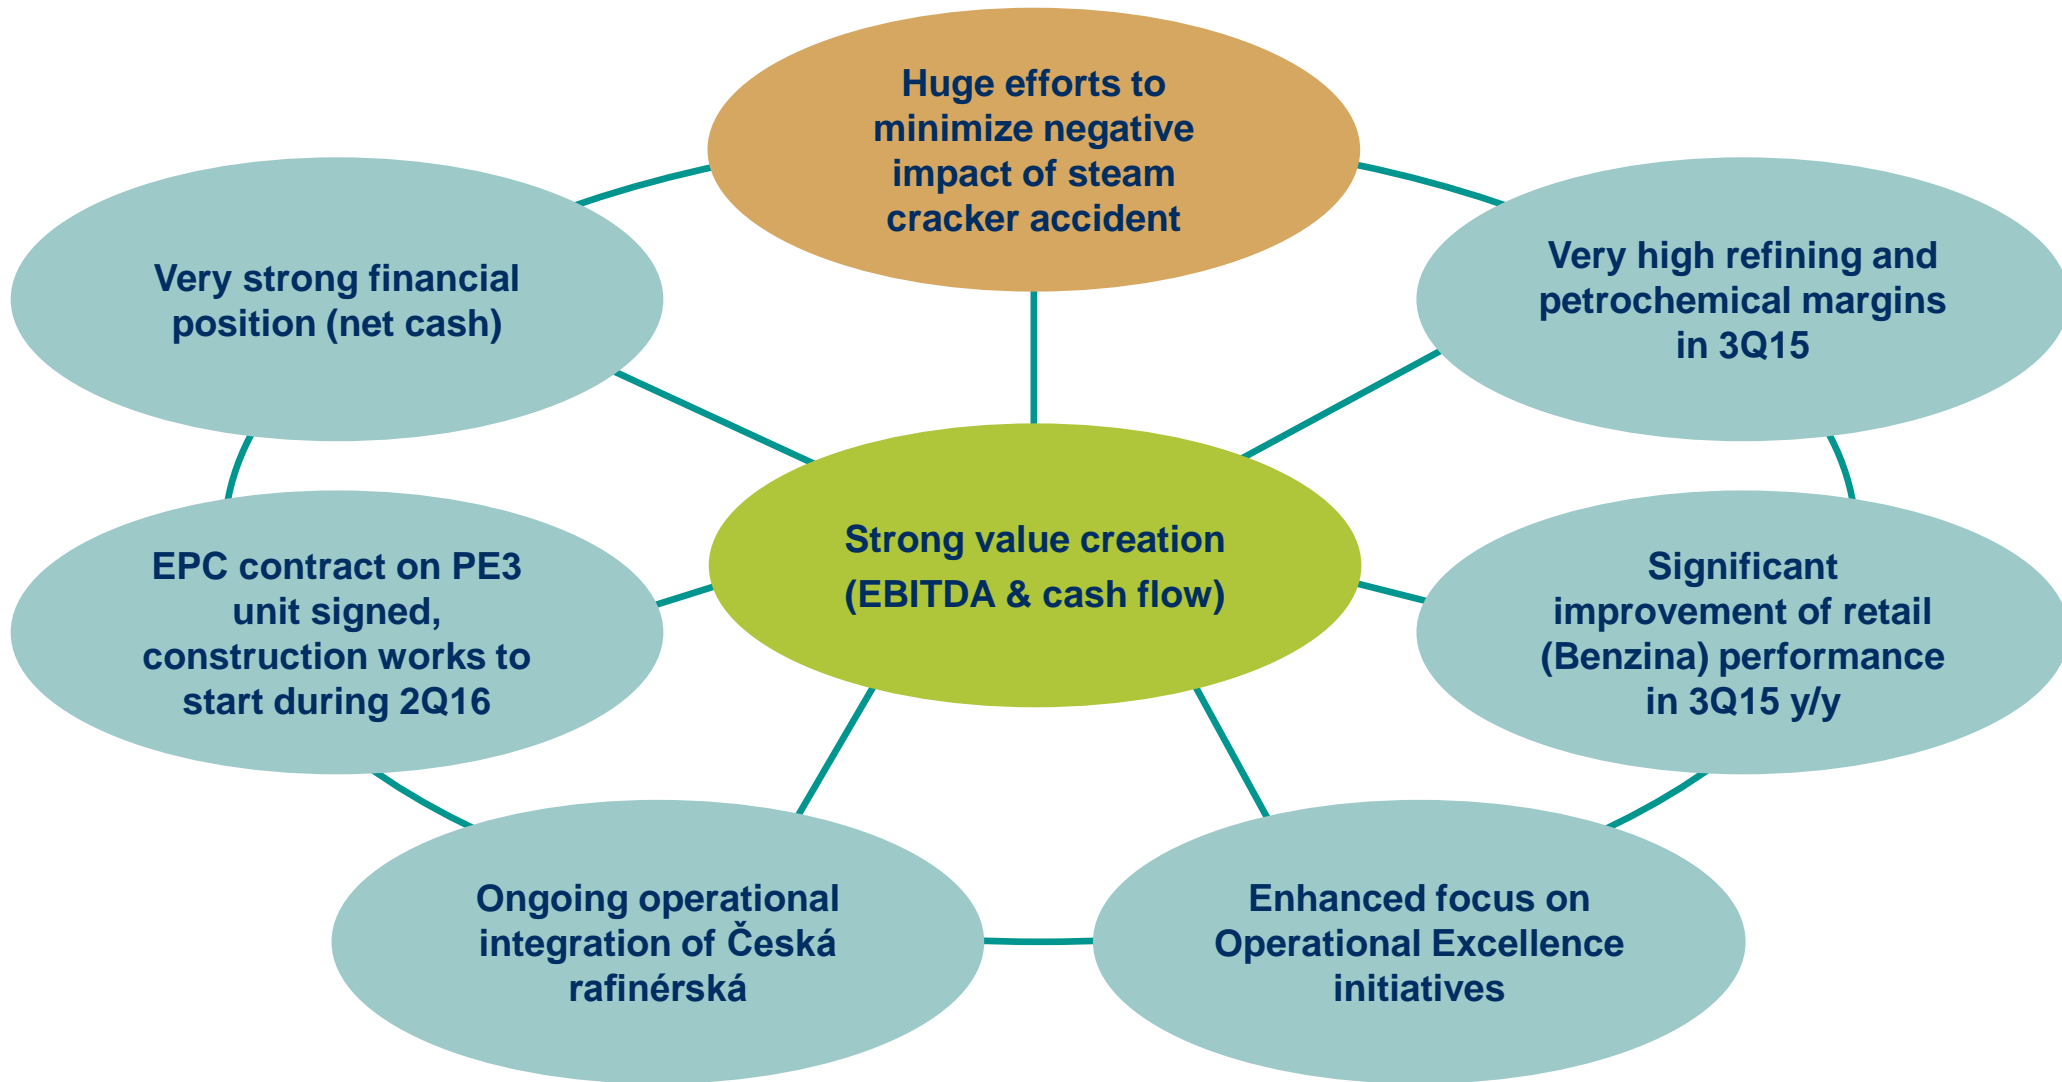 Huge efforts to
minimize negative
impact of steam
cracker accident
Very strong financial
position (net cash)
Very high refining and
petrochemical margins
in 3Q15
Strong value creation
(EBITDA & cash flow)
EPC contract on PE3
unit signed,
construction works to
start during 2Q16
Significant
improvement of retail
(Benzina) performance
in 3Q15 y/y
Ongoing operational
integration of Česká
rafinérská
Enhanced focus on
Operational Excellence
initiatives